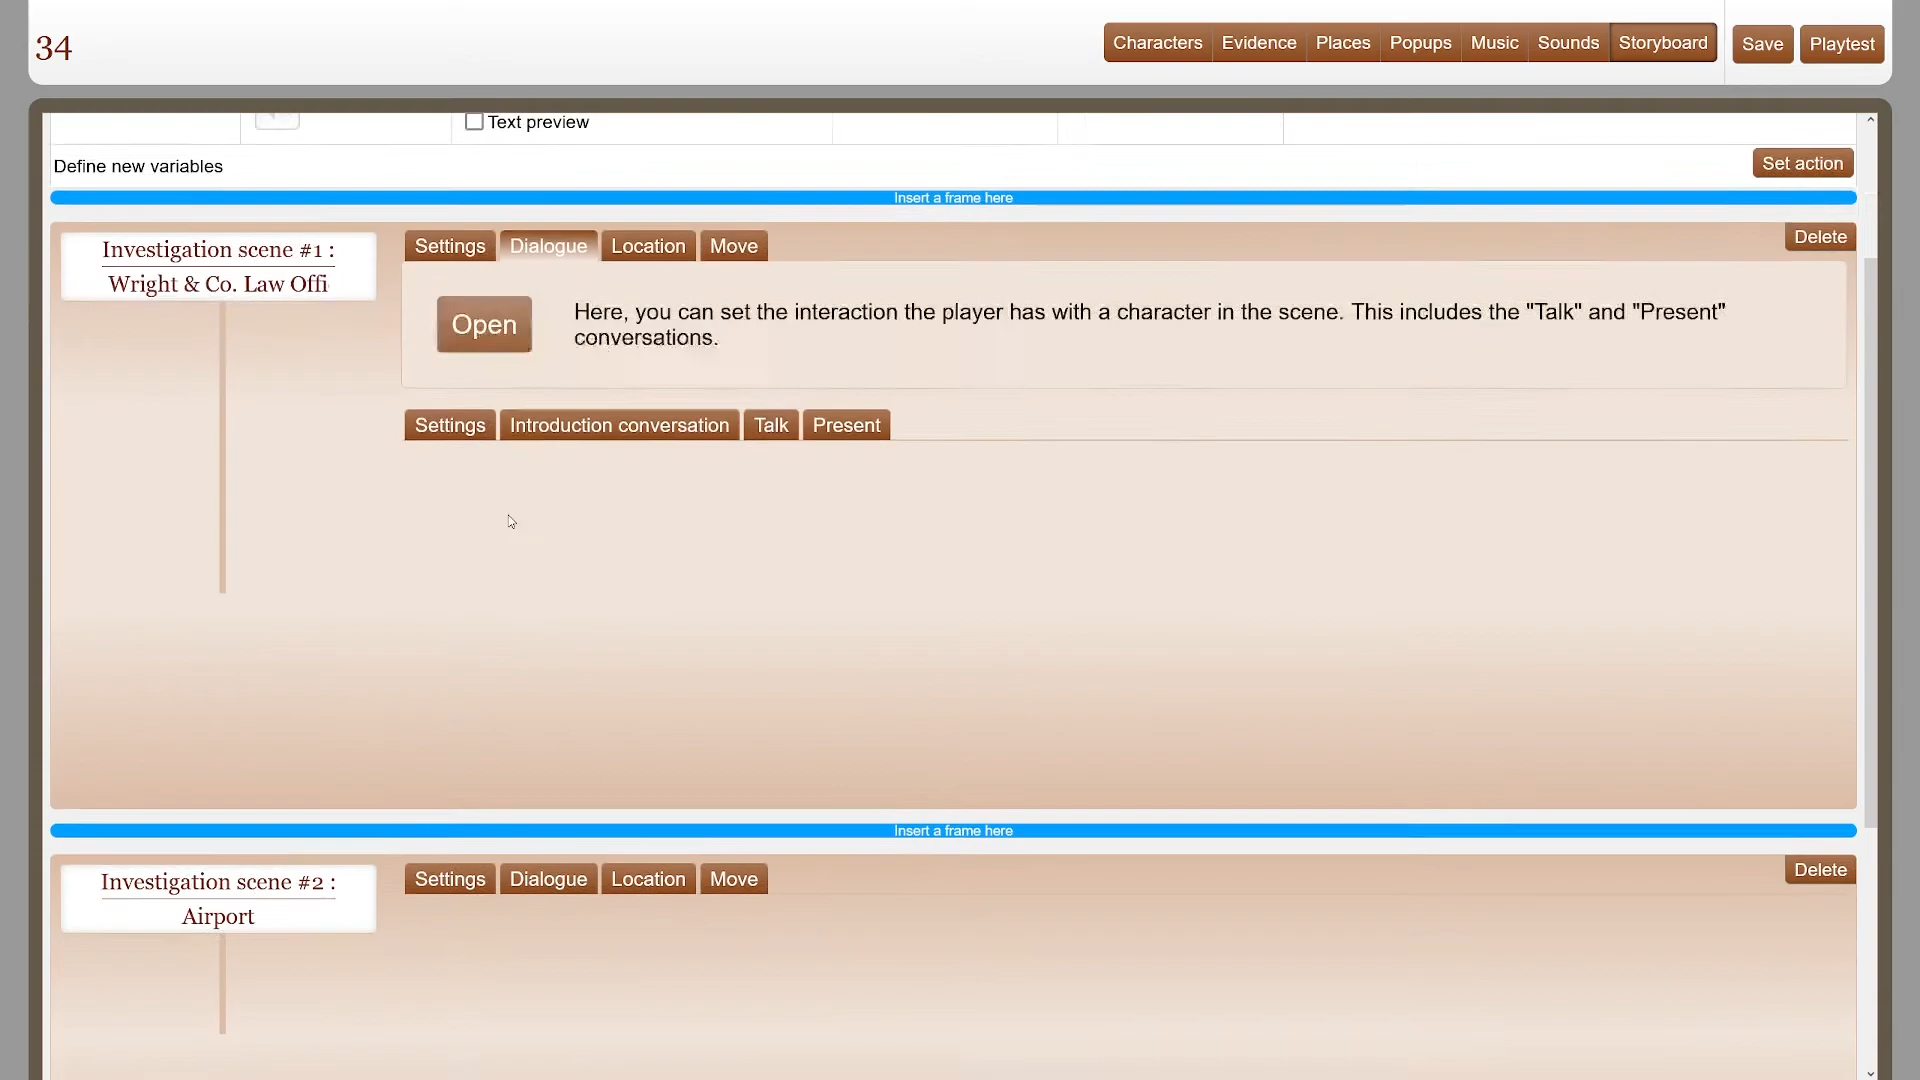 34
Characters Evidence Places Popups Music Sounds Storyboard Save Playtest
Text preview
Define new variables
Set action
Insert a frame here
Investigation scene #1 :
Wright & Co. Law Offi
Settings Dialogue Location Move
Delete
Open
Here, you can set the interaction the player has with a character in the scene. This includes the "Talk" and "Present"
conversations.
Settings Introduction conversation Talk Present
Insert a frame here
Investigation scene #2 :
Airport
Settings Dialogue Location Move
Delete